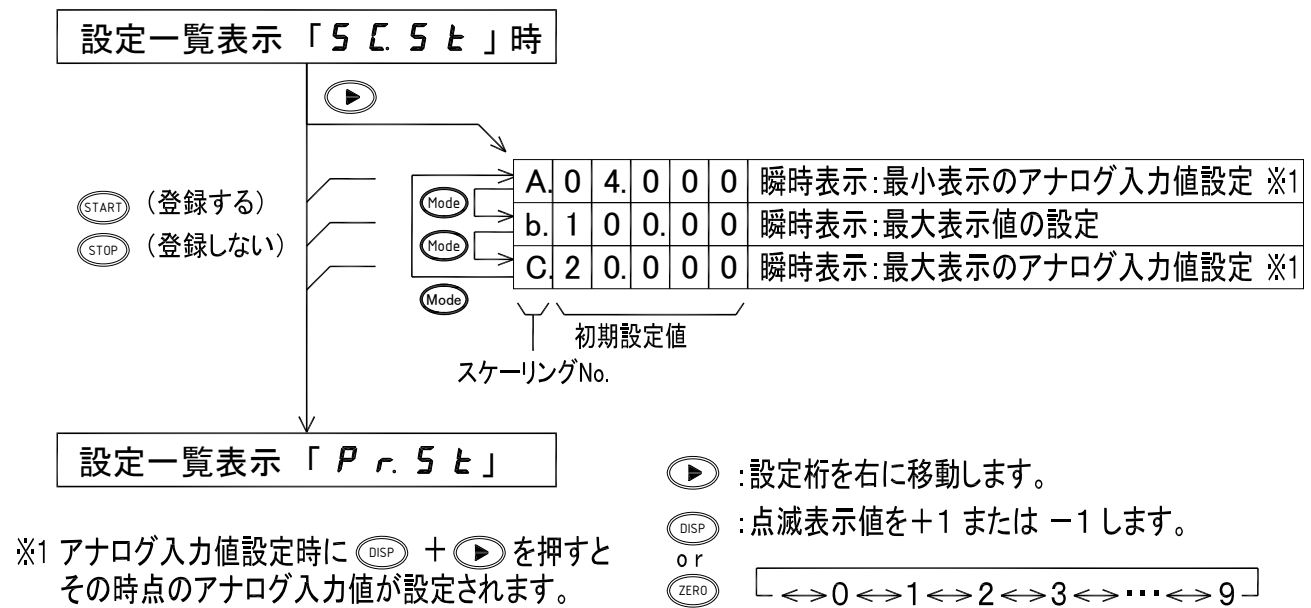 設定一覧表示「SC.St」時
A. 0 4. 0 0 0 瞬時表示:最小表示のアナログ入力値設定 ※1
START (登録する) Mode
b. 1 0 0. 0 0 瞬時表示:最大表示値の設定
STOP (登録しない) Mode
C. 2 0. 0 0 0 瞬時表示:最大表示のアナログ入力値設定 ※1
Mode
初期設定値
スケーリングNo.
設定一覧表示「Pr.St」
:設定桁を右に移動します。
DISP :点滅表示値を+1 または -1 します。
or
ZERO <->0<->1<->2<->3<->…<->9
※1 アナログ入力値設定時に DISP + を押すと
その時点のアナログ入力値が設定されます。